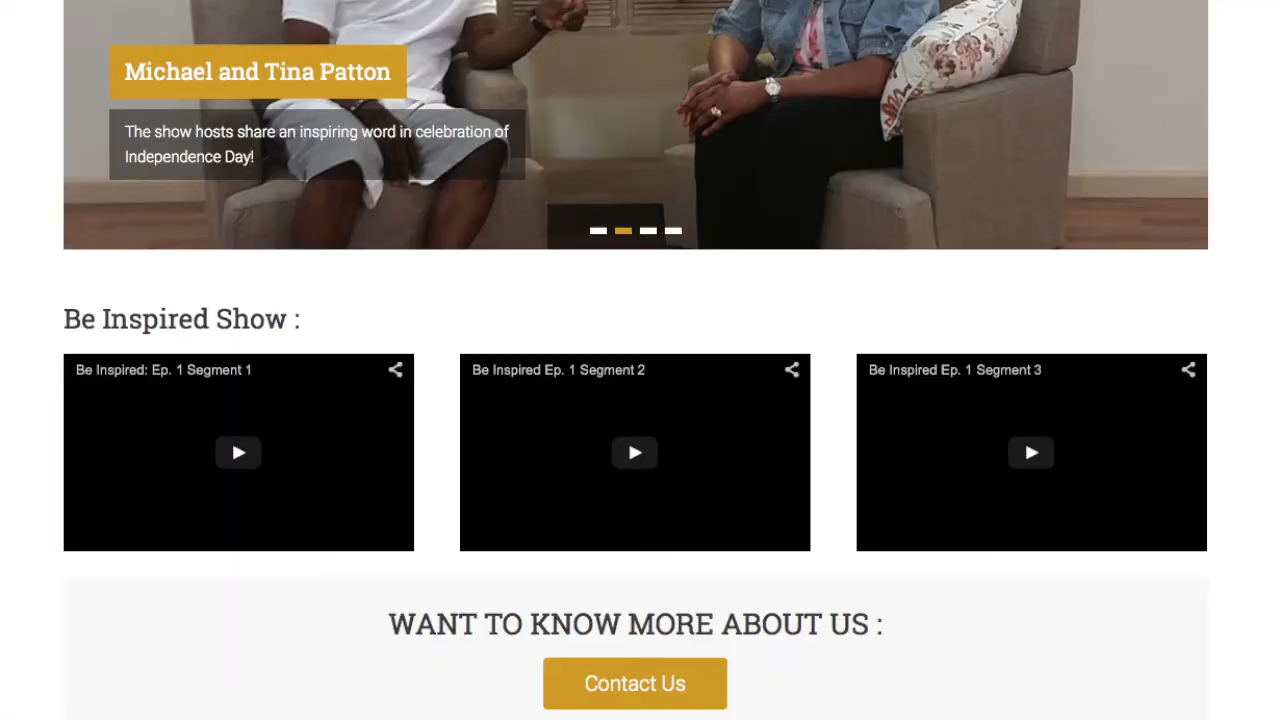 Michael and Tina Patton
The show hosts share an inspiring word in celebration of
Independence Day!
Be Inspired Show :
Be Inspired: Ep. 1 Segment 1
Be Inspired Ep. 1 Segment 2
Be Inspired Ep. 1 Segment 3
WANT TO KNOW MORE ABOUT US :
Contact Us